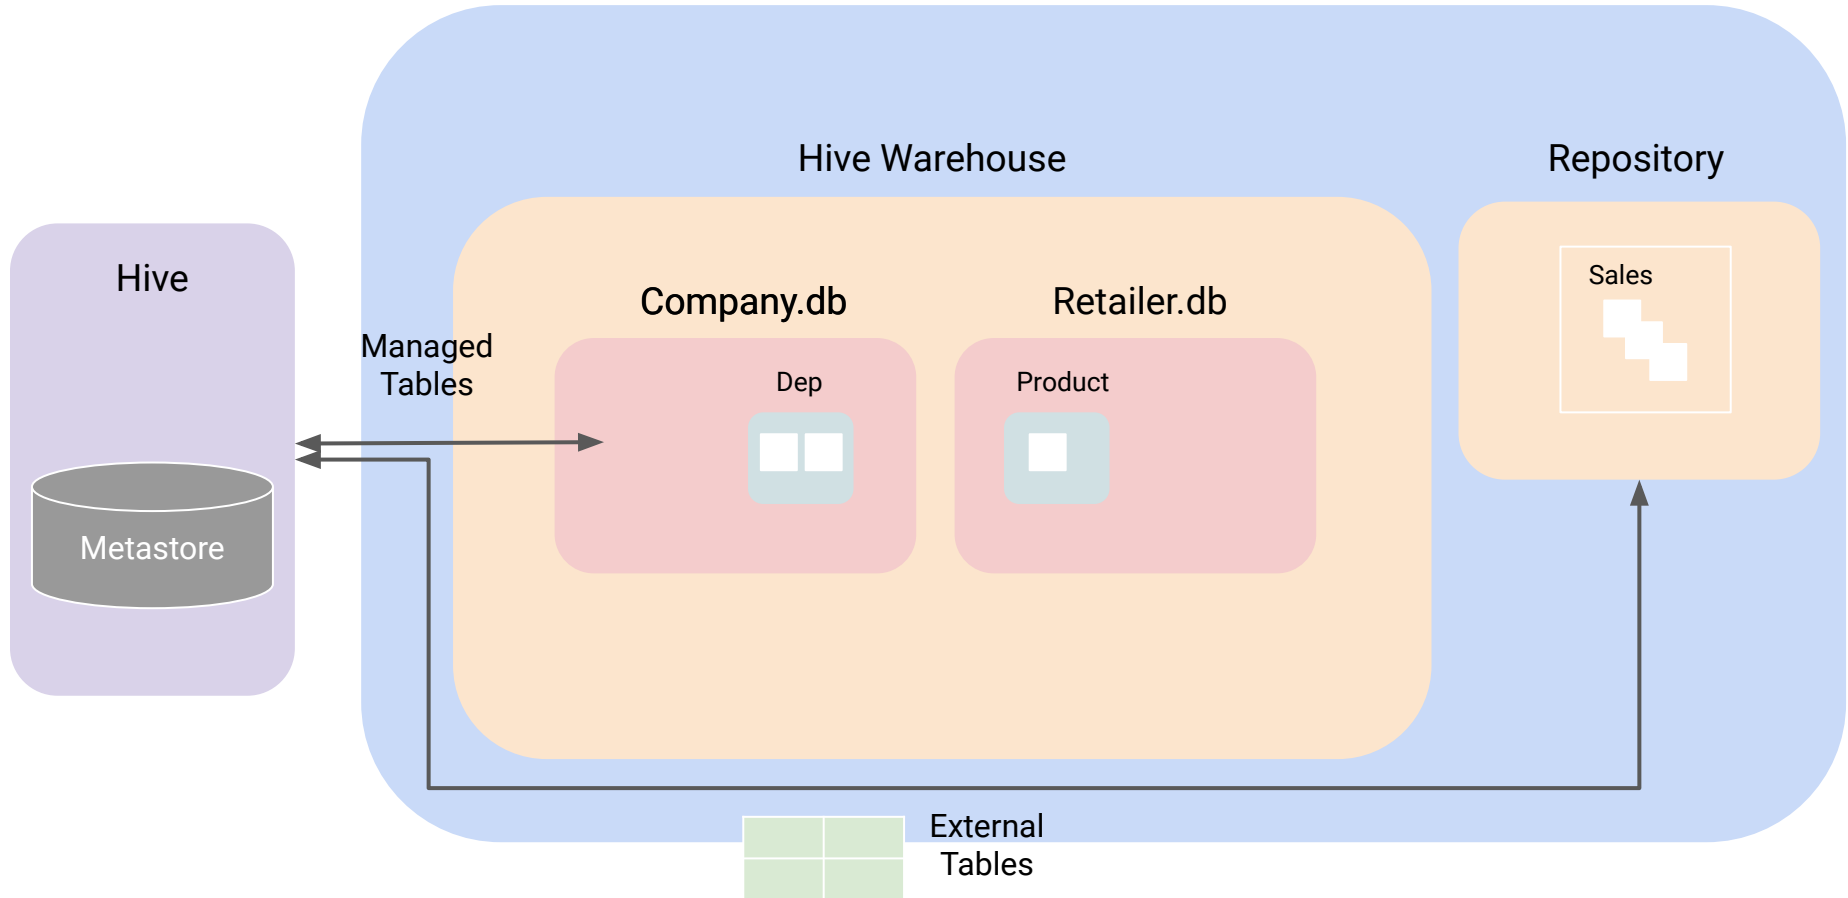 Hive Warehouse
Repository
Hive
Sales
Company.db
Retailer.db
Managed
Tables
Dep
Product
Metastore
External
Tables